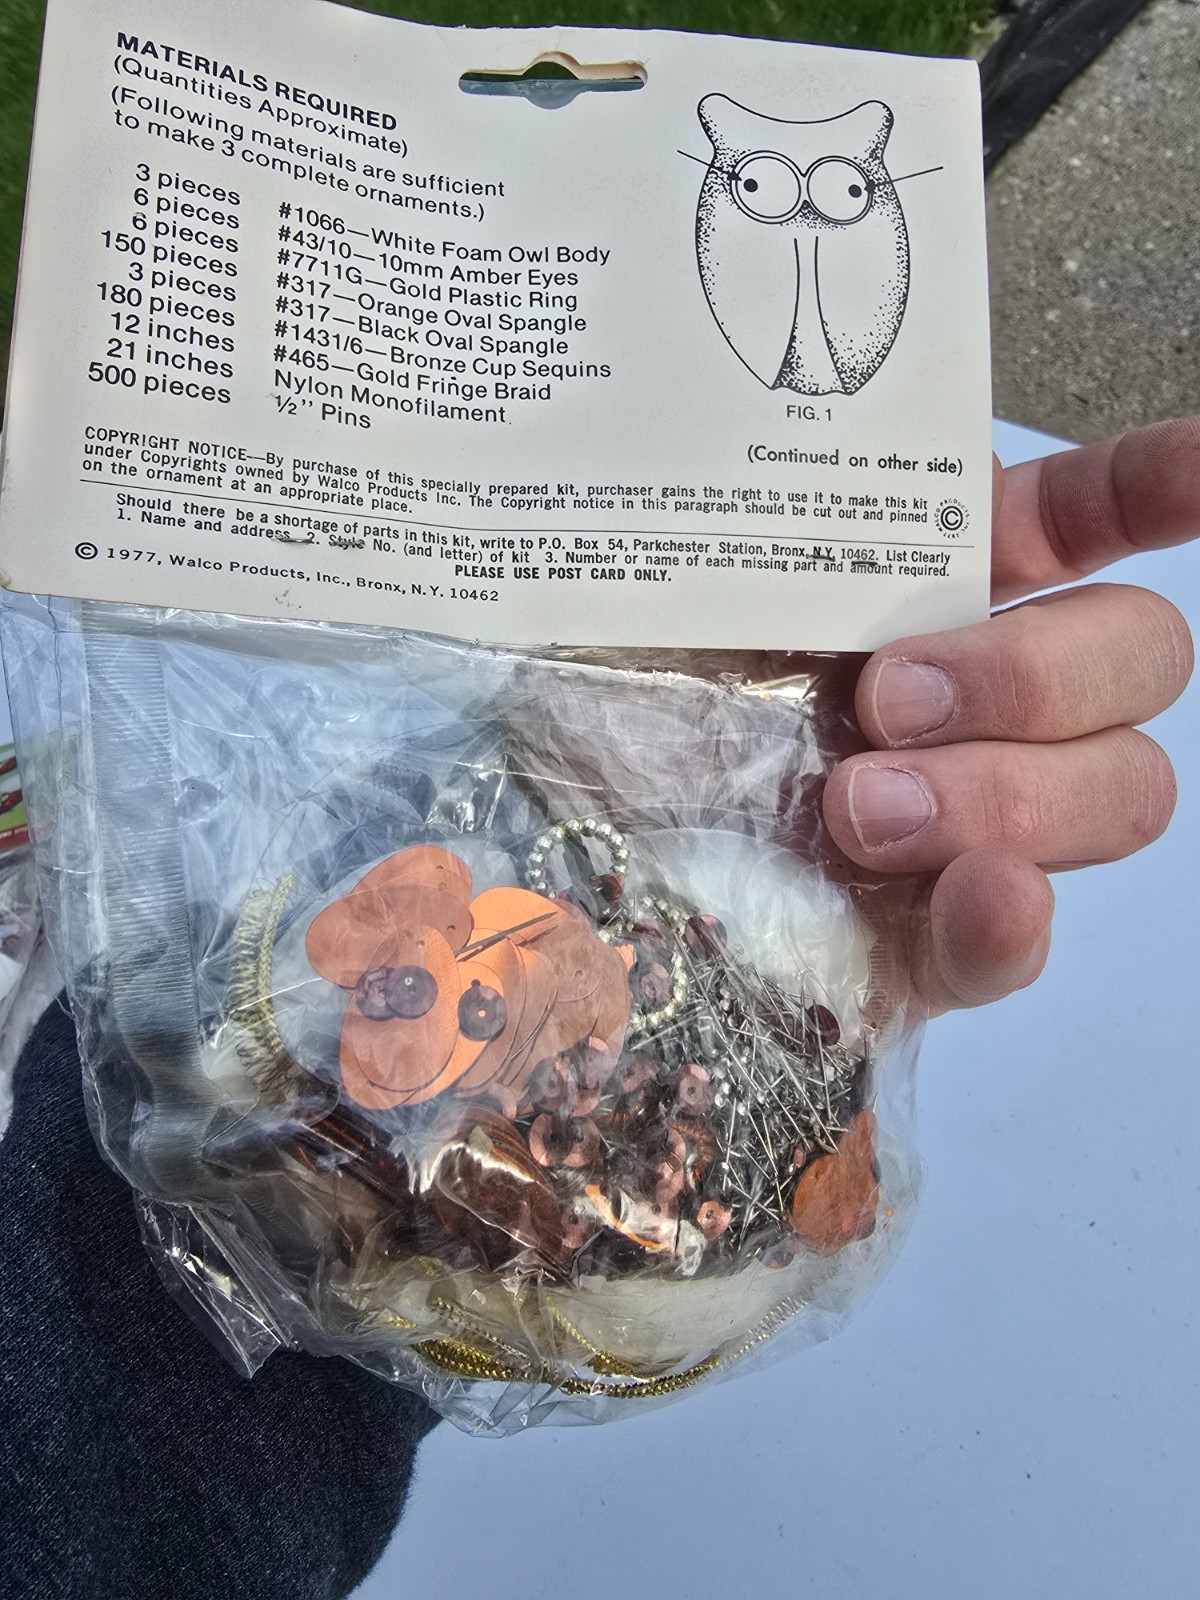 MATERIALS REQUIRED
(Quantities Approximate)
(Following materials are sufficient
to make 3 complete ornaments.)
3 pieces #1066—White Foam Owl Body
6 pieces #43/10—10mm Amber Eyes
6 pieces #7711G—Gold Plastic Ring
150 pieces #317—Orange Oval Spangle
3 pieces #317—Black Oval Spangle
180 pieces #1431/6—Bronze Cup Sequins
12 inches #465—Gold Fringe Braid
21 inches Nylon Monofilament
500 pieces ½" Pins
FIG. 1
(Continued on other side)
COPYRIGHT NOTICE—By purchase of this specially prepared kit, purchaser gains the right to use it to make this kit
under Copyrights owned by Walco Products Inc. The Copyright notice in this paragraph should be cut out and pinned
on the ornament at an appropriate place.
Should there be a shortage of parts in this kit, write to P.O. Box 54, Parkchester Station, Bronx, N.Y. 10462. List Clearly
1. Name and address 2. Style No. (and letter) of kit 3. Number or name of each missing part and amount required.
PLEASE USE POST CARD ONLY.
© 1977, Walco Products, Inc., Bronx, N.Y. 10462